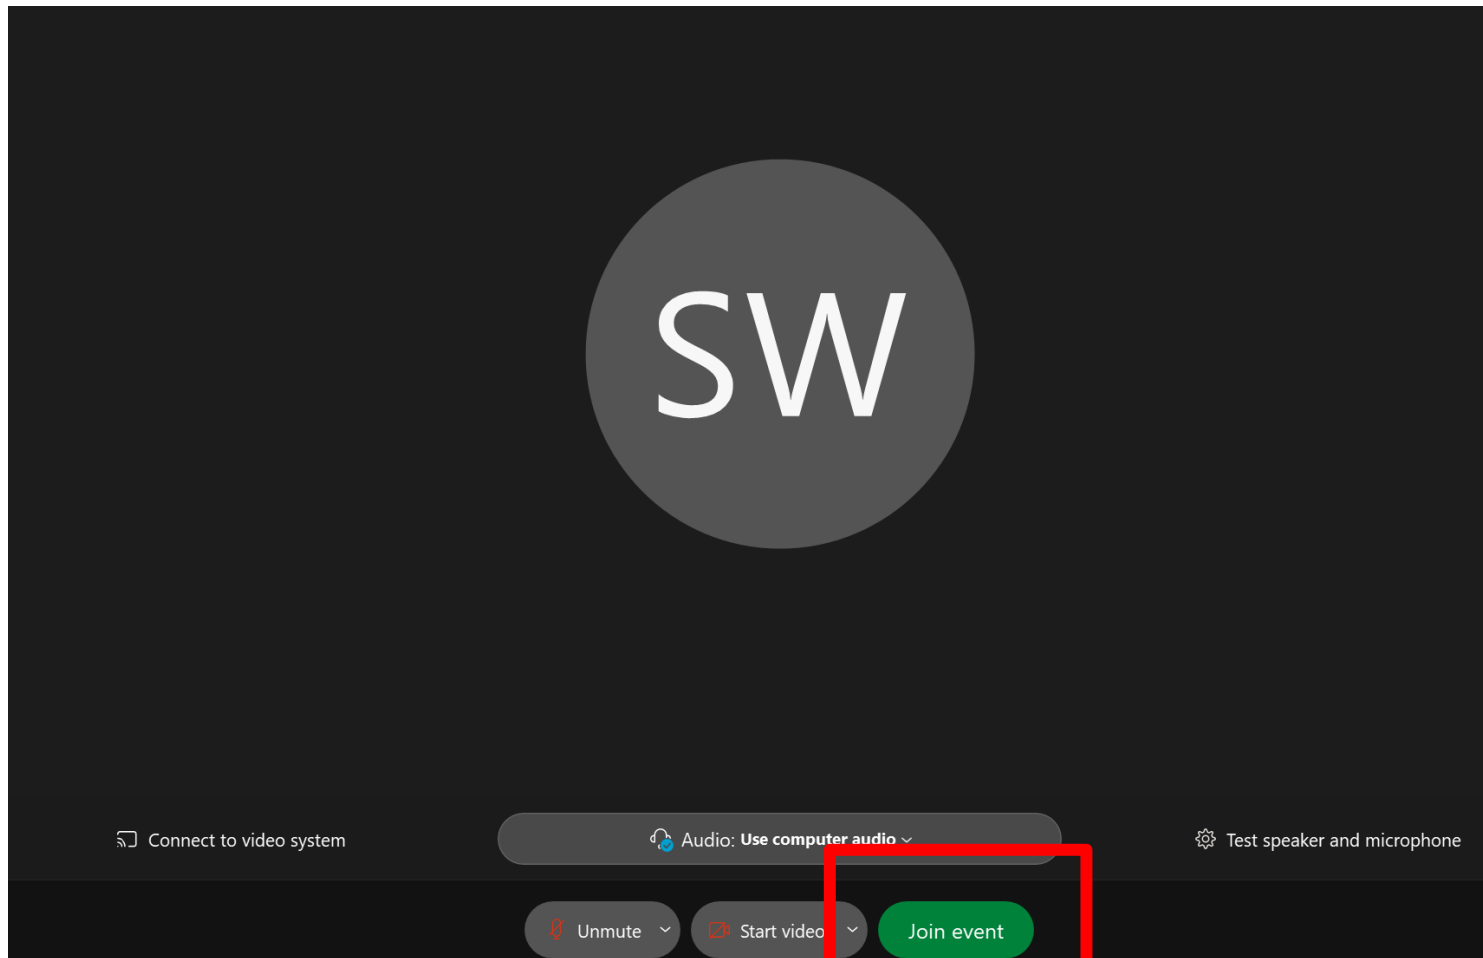 SW
Connect to video system
Audio: Use computer audio
Test speaker and microphone
Unmute
Start video
Join event